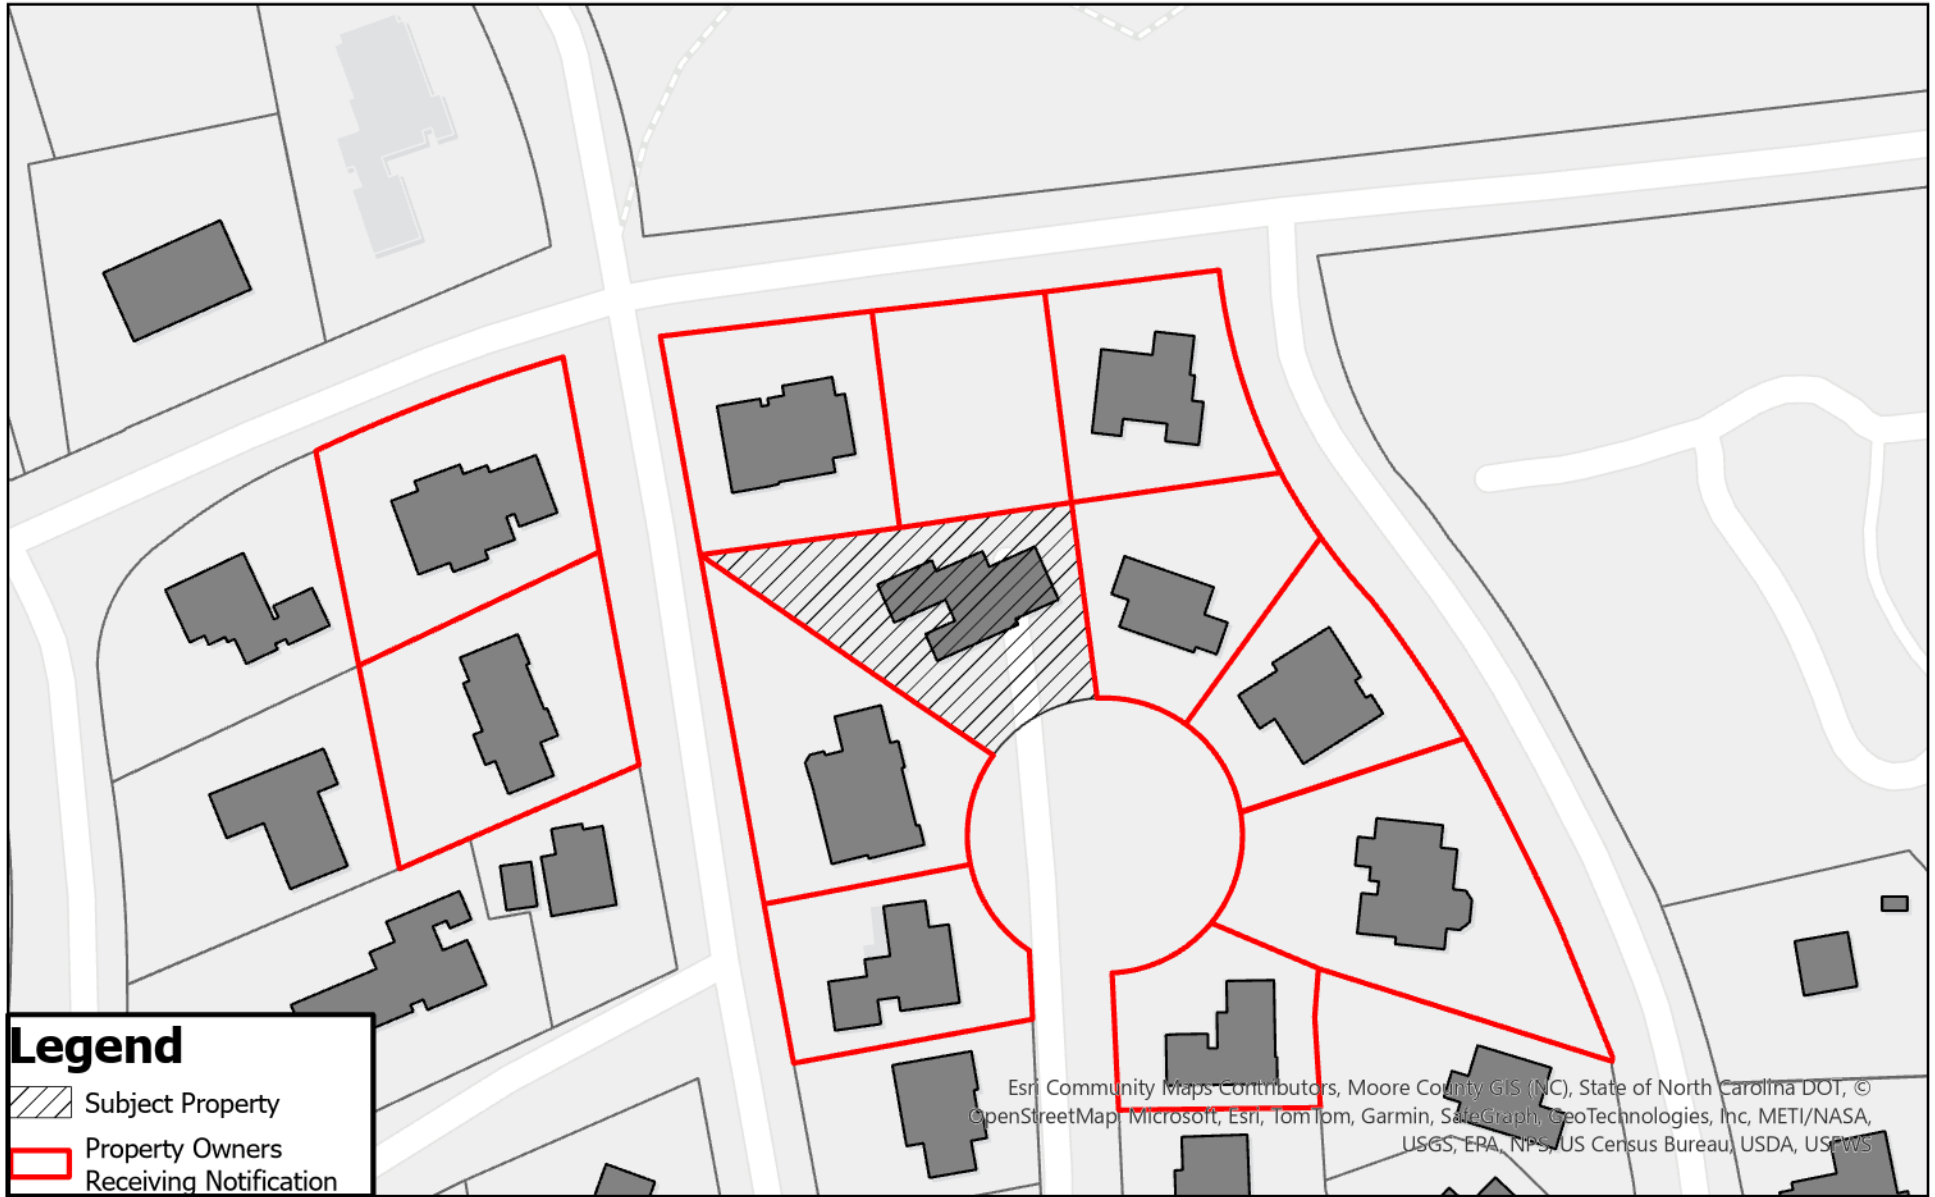 Legend
Subject Property
Property Owners
Receiving Notification
Esri Community Maps Contributors, Moore County GIS (NC), State of North Carolina DOT, ©
OpenStreetMap, Microsoft, Esri, TomTom, Garmin, SafeGraph, GeoTechnologies, Inc, METI/NASA,
USGS, EPA, NPS, US Census Bureau, USDA, USFWS